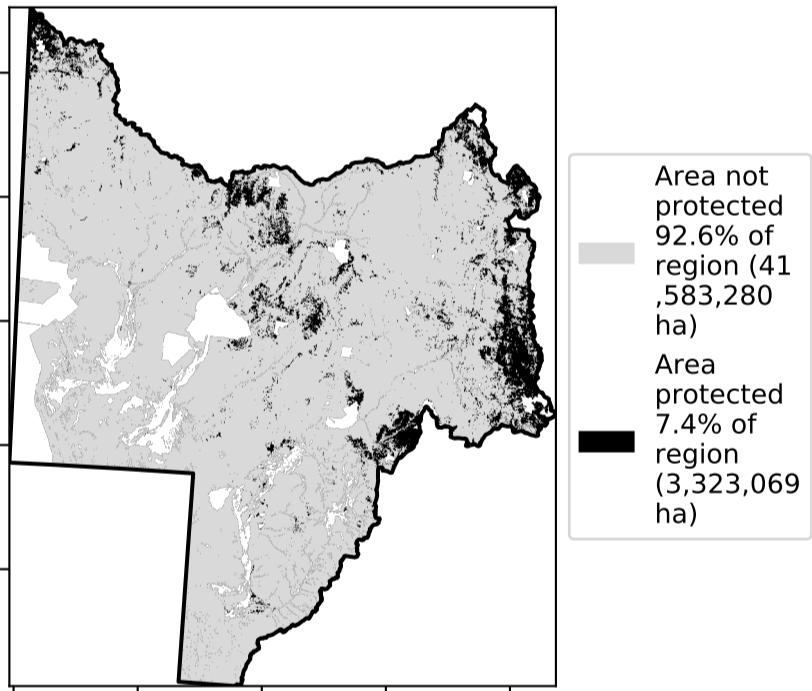 Area not
protected
92.6% of
region (41
,583,280
ha)
Area
protected
7.4% of
region
(3,323,069
ha)